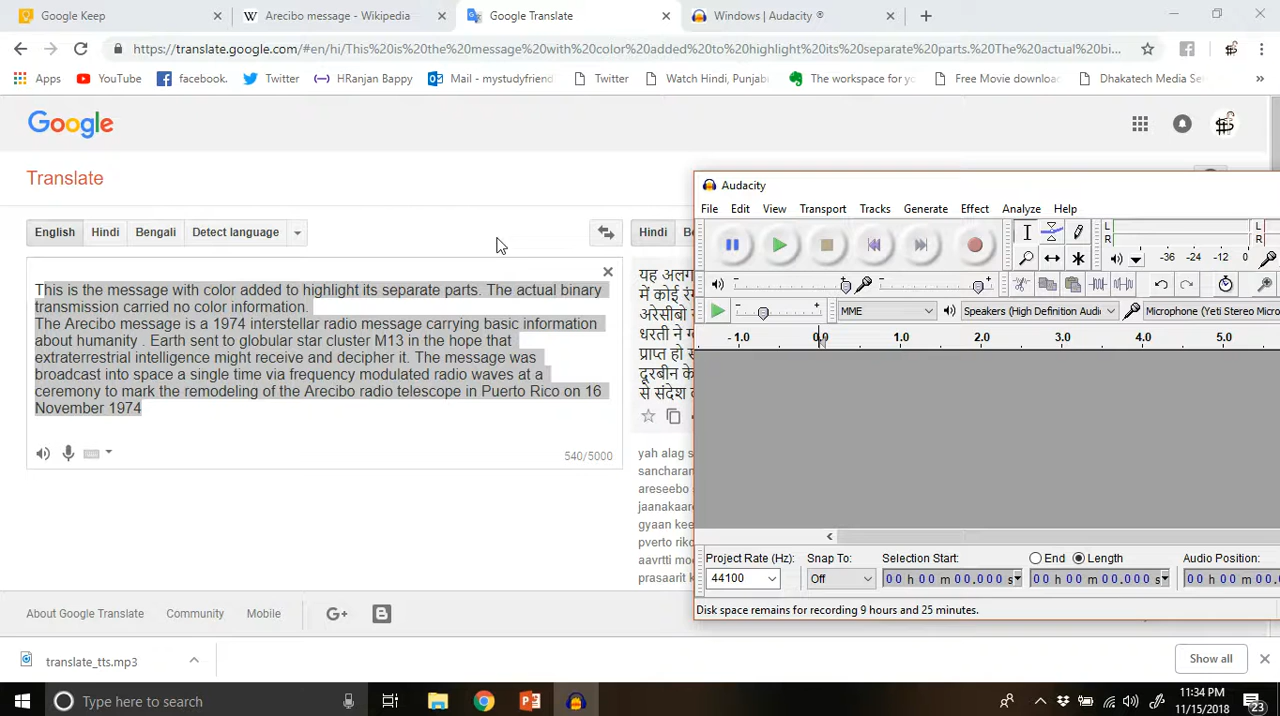 Google Keep
Arecibo message - Wikipedia
Google Translate
Windows | Audacity ®
https://translate.google.com/#en/hi/This%20is%20the%20message%20with%20color%20added%20to%20highlight%20its%20separate%20parts.%20The%20actual%20bi...
Apps
YouTube
facebook.
Twitter
HRanjan Bappy
Mail - mystudyfriend
Twitter
Watch Hindi, Punjabi
The workspace for yo
Free Movie download
Dhakatech Media Se
Google
Translate
English Hindi Bengali Detect language
Hindi Be
This is the message with color added to highlight its separate parts. The actual binary
transmission carried no color information.
The Arecibo message is a 1974 interstellar radio message carrying basic information
about humanity . Earth sent to globular star cluster M13 in the hope that
extraterrestrial intelligence might receive and decipher it. The message was
broadcast into space a single time via frequency modulated radio waves at a
ceremony to mark the remodeling of the Arecibo radio telescope in Puerto Rico on 16
November 1974
540/5000
यह अलग
में कोई रं
अरेसीबो
धरती ने ग
प्राप्त हो स
दूरबीन के
से संदेश
yah alag s
sancharan
areseebo
jaanakaar
gyaan kee
pverto riko
aavrtti mo
prasaarit k
Audacity
File Edit View Transport Tracks Generate Effect Analyze Help
L
R
-36 -24 -12 0
L
R
MME
Speakers (High Definition Audio)
Microphone (Yeti Stereo Micro
-1.0 0.0 1.0 2.0 3.0 4.0 5.0
Project Rate (Hz):
44100
Snap To:
Off
Selection Start:
00 h 00 m 00.000 s
End Length
00 h 00 m 00.000 s
Audio Position:
00 h 00 m 00.
Disk space remains for recording 9 hours and 25 minutes.
About Google Translate Community Mobile G+
translate_tts.mp3
Show all
Type here to search
11:34 PM
11/15/2018
23